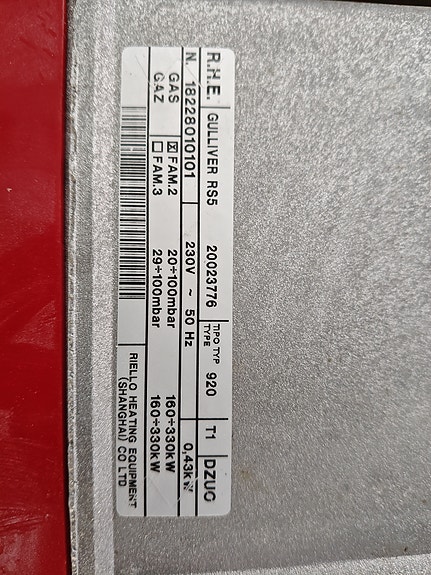 R.H.E. GULLIVER RS5 20023776 TIPO TYP TYPE 920 T1 DZUG
N. 18228010101 230V ~ 50 Hz 0,43kW
GAS ☒ FAM.2 20÷100mbar 160÷330kW
GAZ ☐ FAM.3 29÷100mbar 160÷330kW
RIELLO HEATING EQUIPMENT
(SHANGHAI) CO LTD